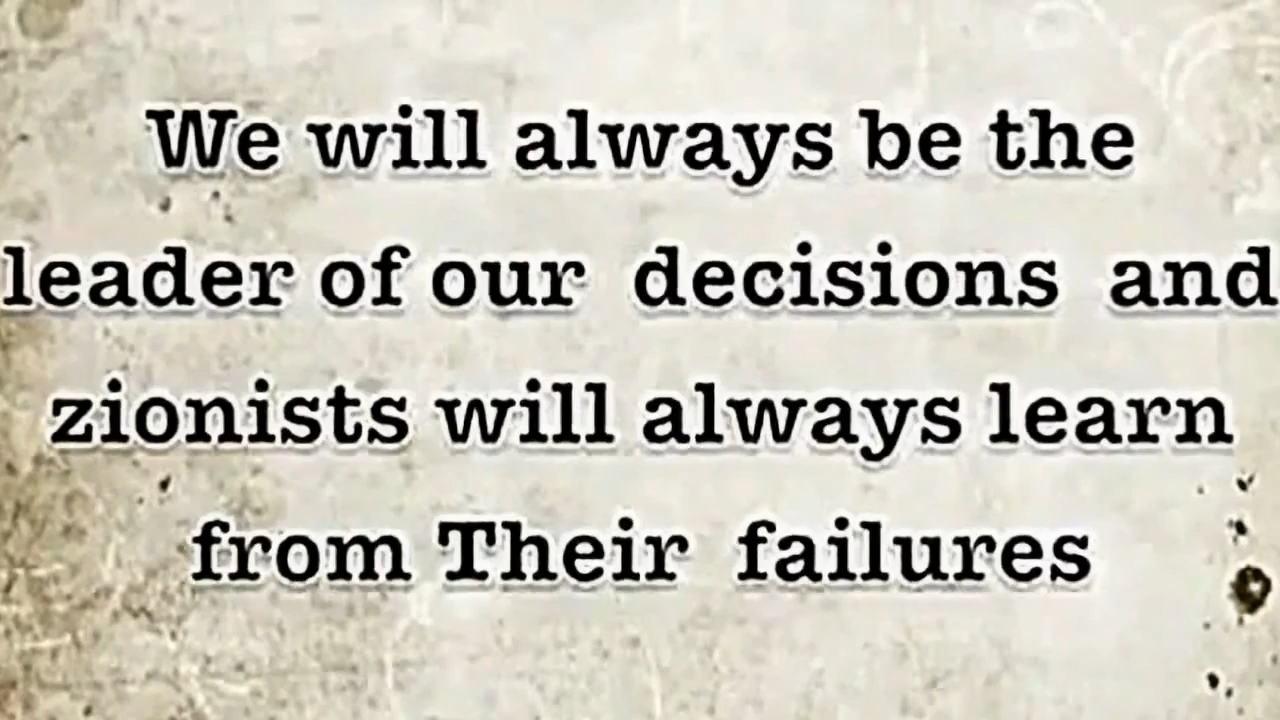 We will always be the
leader of our decisions and
zionists will always learn
from Their failures